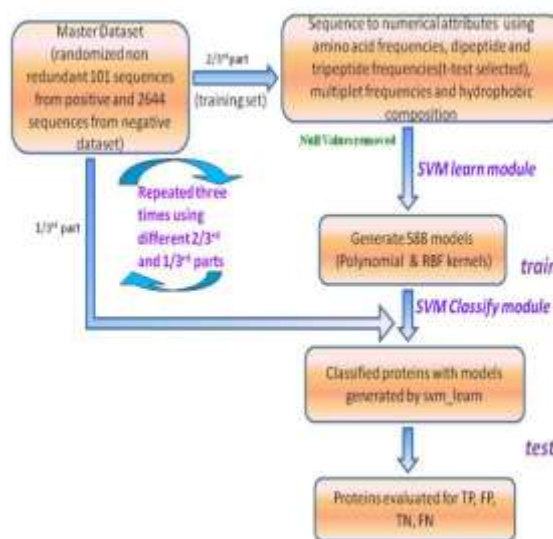 Master Dataset
(randomized non
redundant 101 sequences
from positive and 2644
sequences from negative
dataset)
2/3rd part
(training set)
Sequence to numerical attributes using
amino acid frequencies, dipeptide and
tripeptide frequencies(t-test selected),
multiplet frequencies and hydrophobic
composition
Null Values removed
SVM learn module
1/3rd part
Repeated three
times using
different 2/3rd
and 1/3rd parts
Generate 588 models
(Polynomial & RBF kernels)
train
SVM Classify module
Classified proteins with models
generated by svm_learn
test
Proteins evaluated for TP, FP,
TN, FN